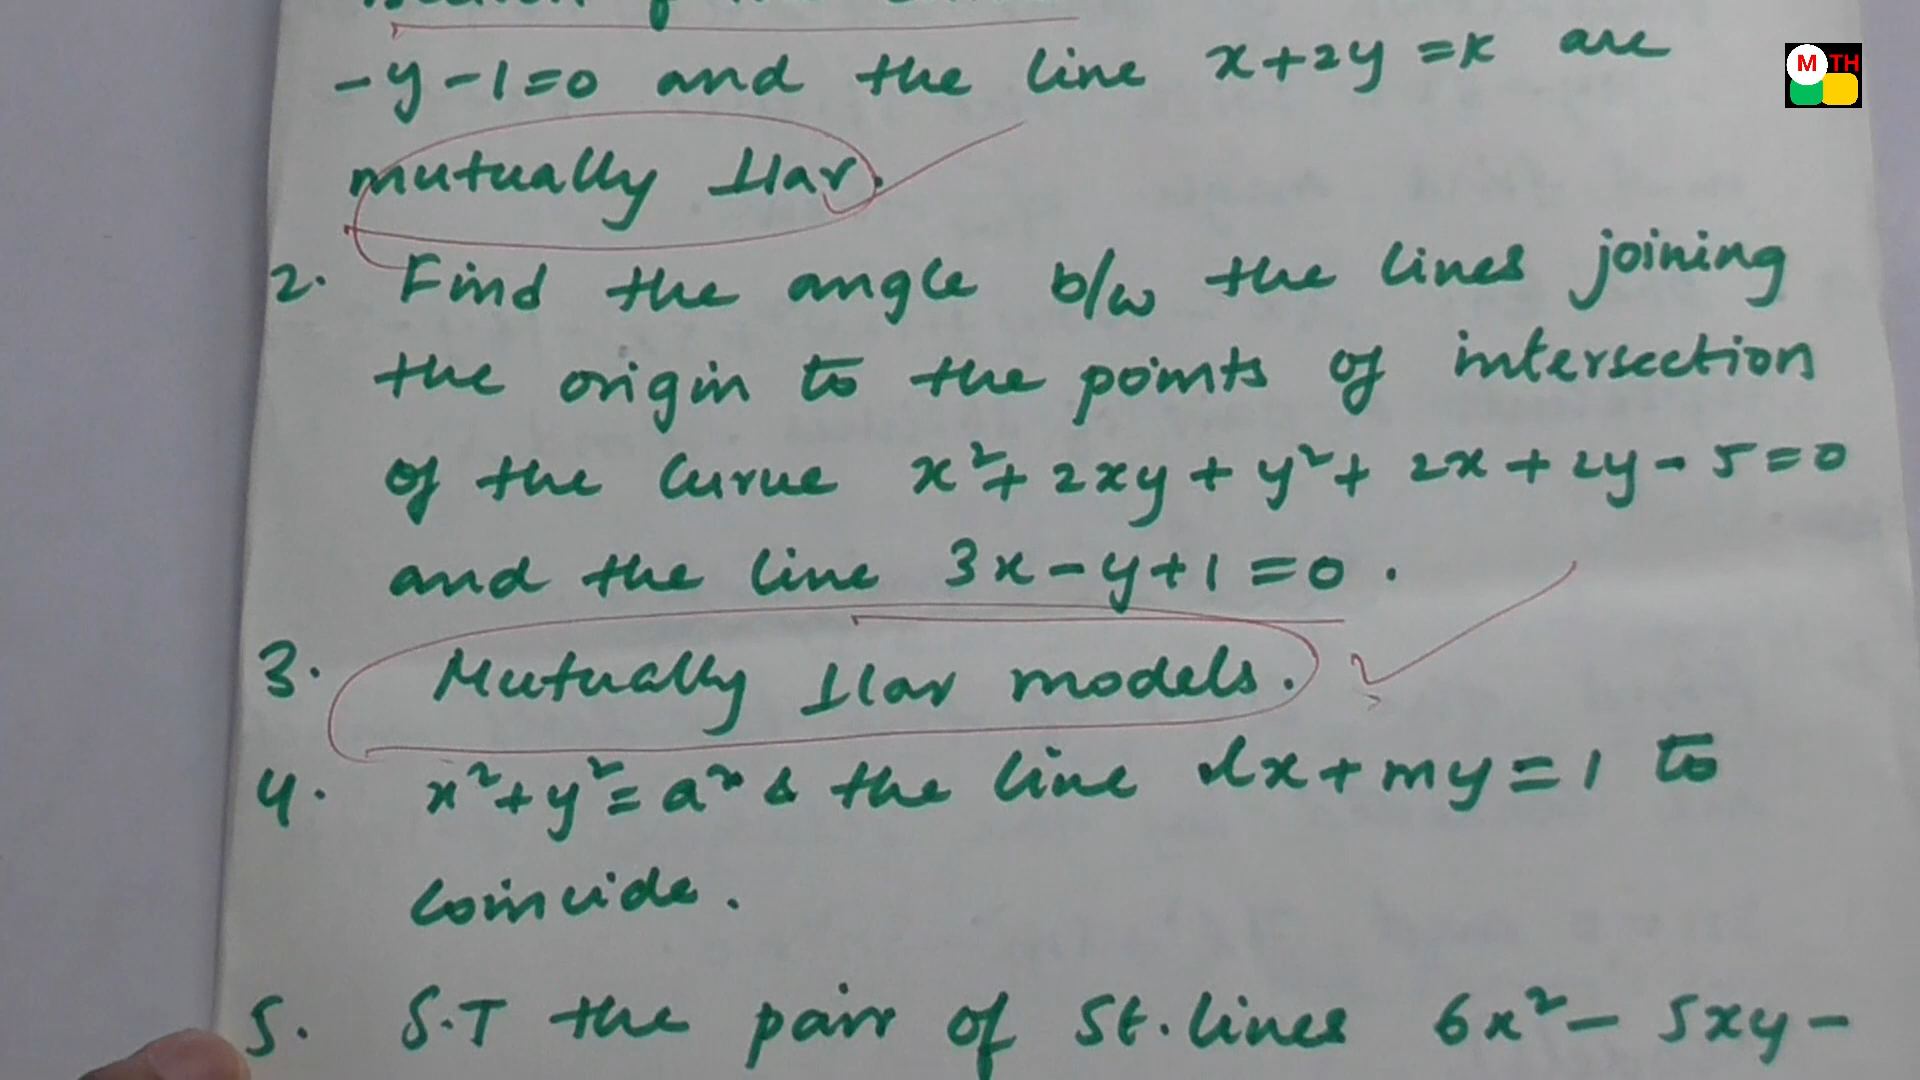 -y-1=0 and the line x+2y=k are
mutually ⊥lar.
2. Find the angle b/w the lines joining
the origin to the points of intersection
of the curve x²+2xy+y²+2x+2y-5=0
and the line 3x-y+1=0.
3. Mutually ⊥lar models.
4. x²+y²=a² & the line lx+my=1 to
coincide.
5. S.T the pair of St. lines 6x²-5xy-
M TH